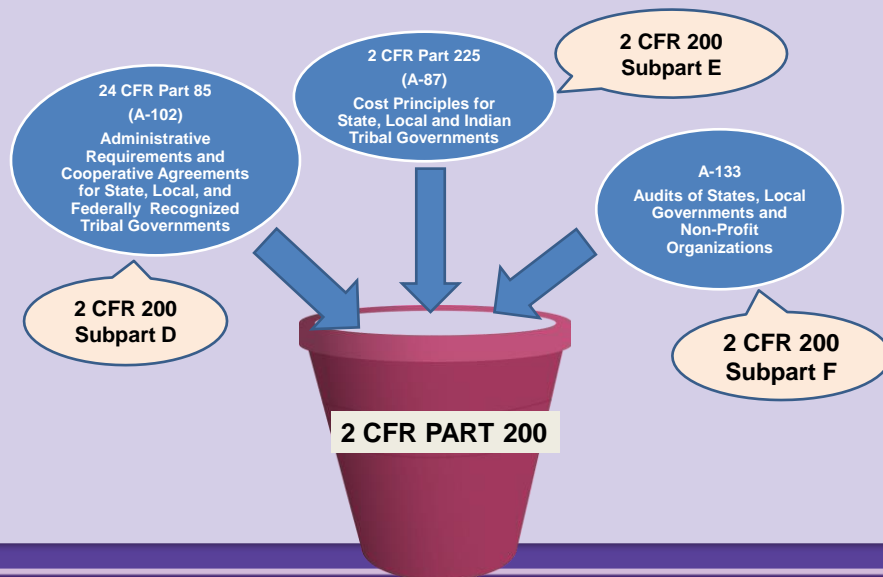 24 CFR Part 85
(A-102)
Administrative
Requirements and
Cooperative Agreements
for State, Local, and
Federally Recognized
Tribal Governments
2 CFR 200
Subpart D
2 CFR Part 225
(A-87)
Cost Principles for
State, Local and Indian
Tribal Governments
2 CFR 200
Subpart E
A-133
Audits of States, Local
Governments and
Non-Profit
Organizations
2 CFR 200
Subpart F
2 CFR PART 200